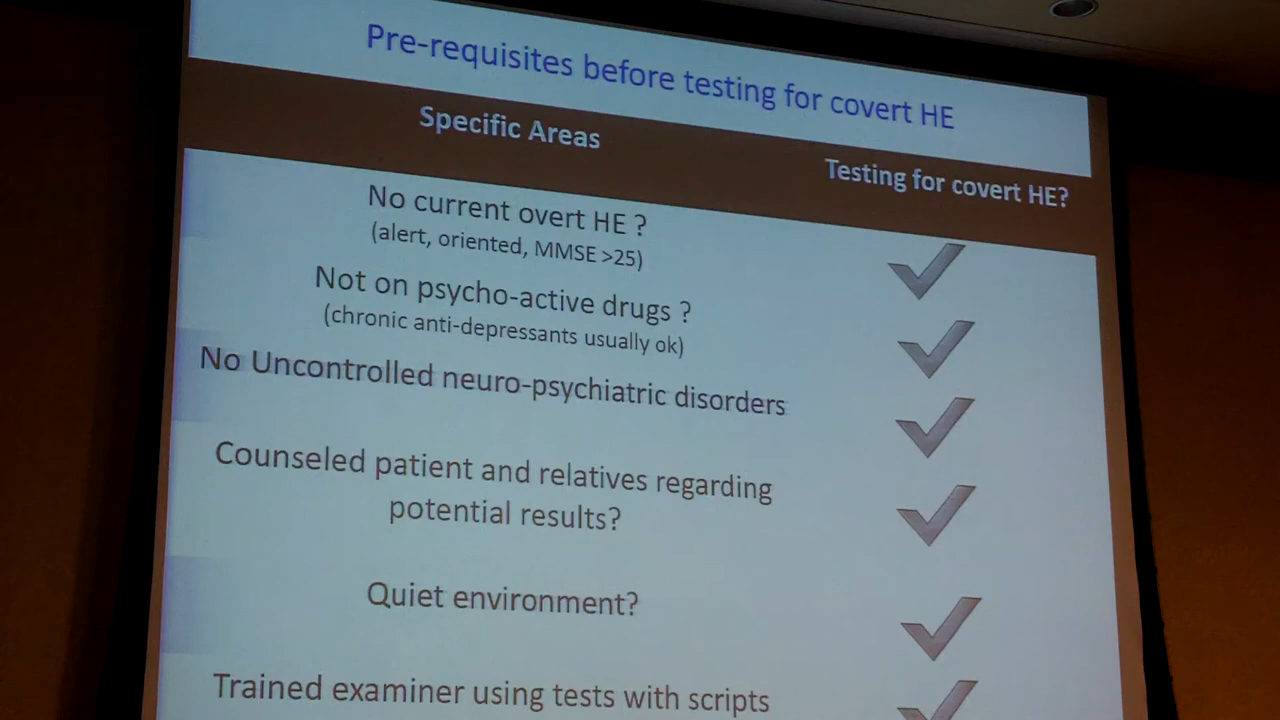 Pre-requisites before testing for covert HE
Specific Areas
Testing for covert HE?
No current overt HE ?
(alert, oriented, MMSE >25)
Not on psycho-active drugs ?
(chronic anti-depressants usually ok)
No Uncontrolled neuro-psychiatric disorders
Counseled patient and relatives regarding
potential results?
Quiet environment?
Trained examiner using tests with scripts